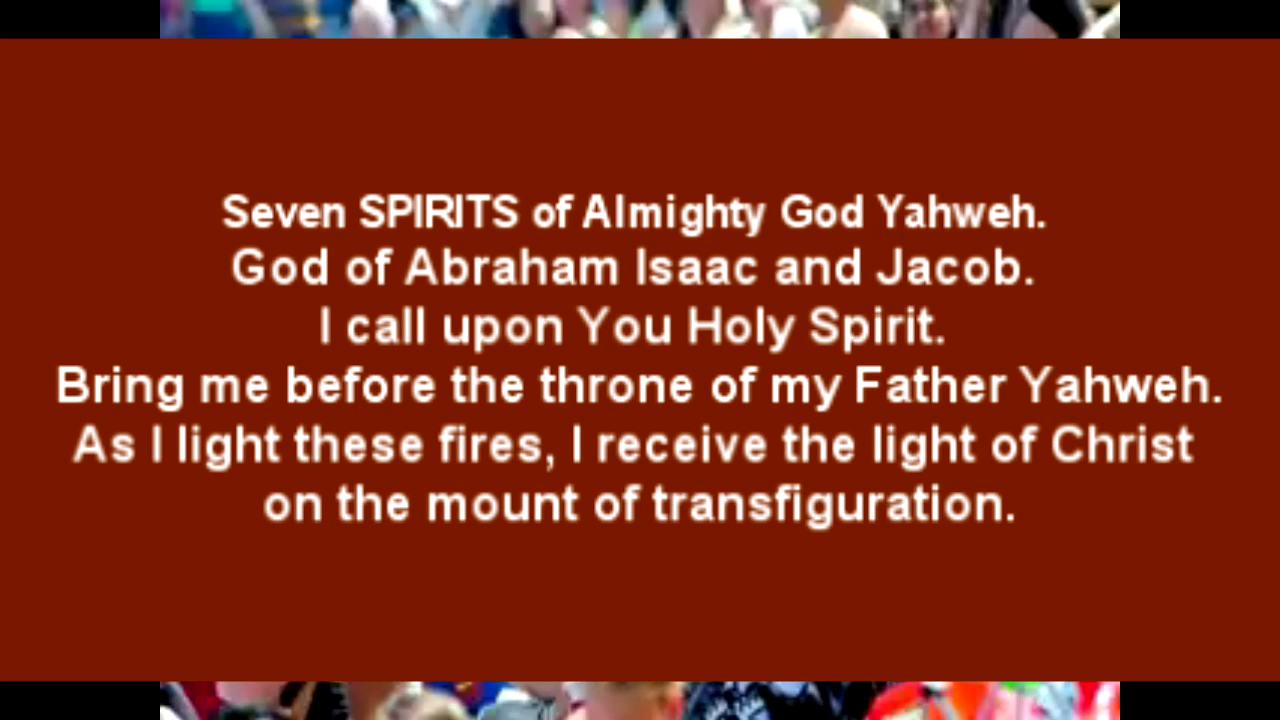 Seven SPIRITS of Almighty God Yahweh.
God of Abraham Isaac and Jacob.
I call upon You Holy Spirit.
Bring me before the throne of my Father Yahweh.
As I light these fires, I receive the light of Christ
on the mount of transfiguration.